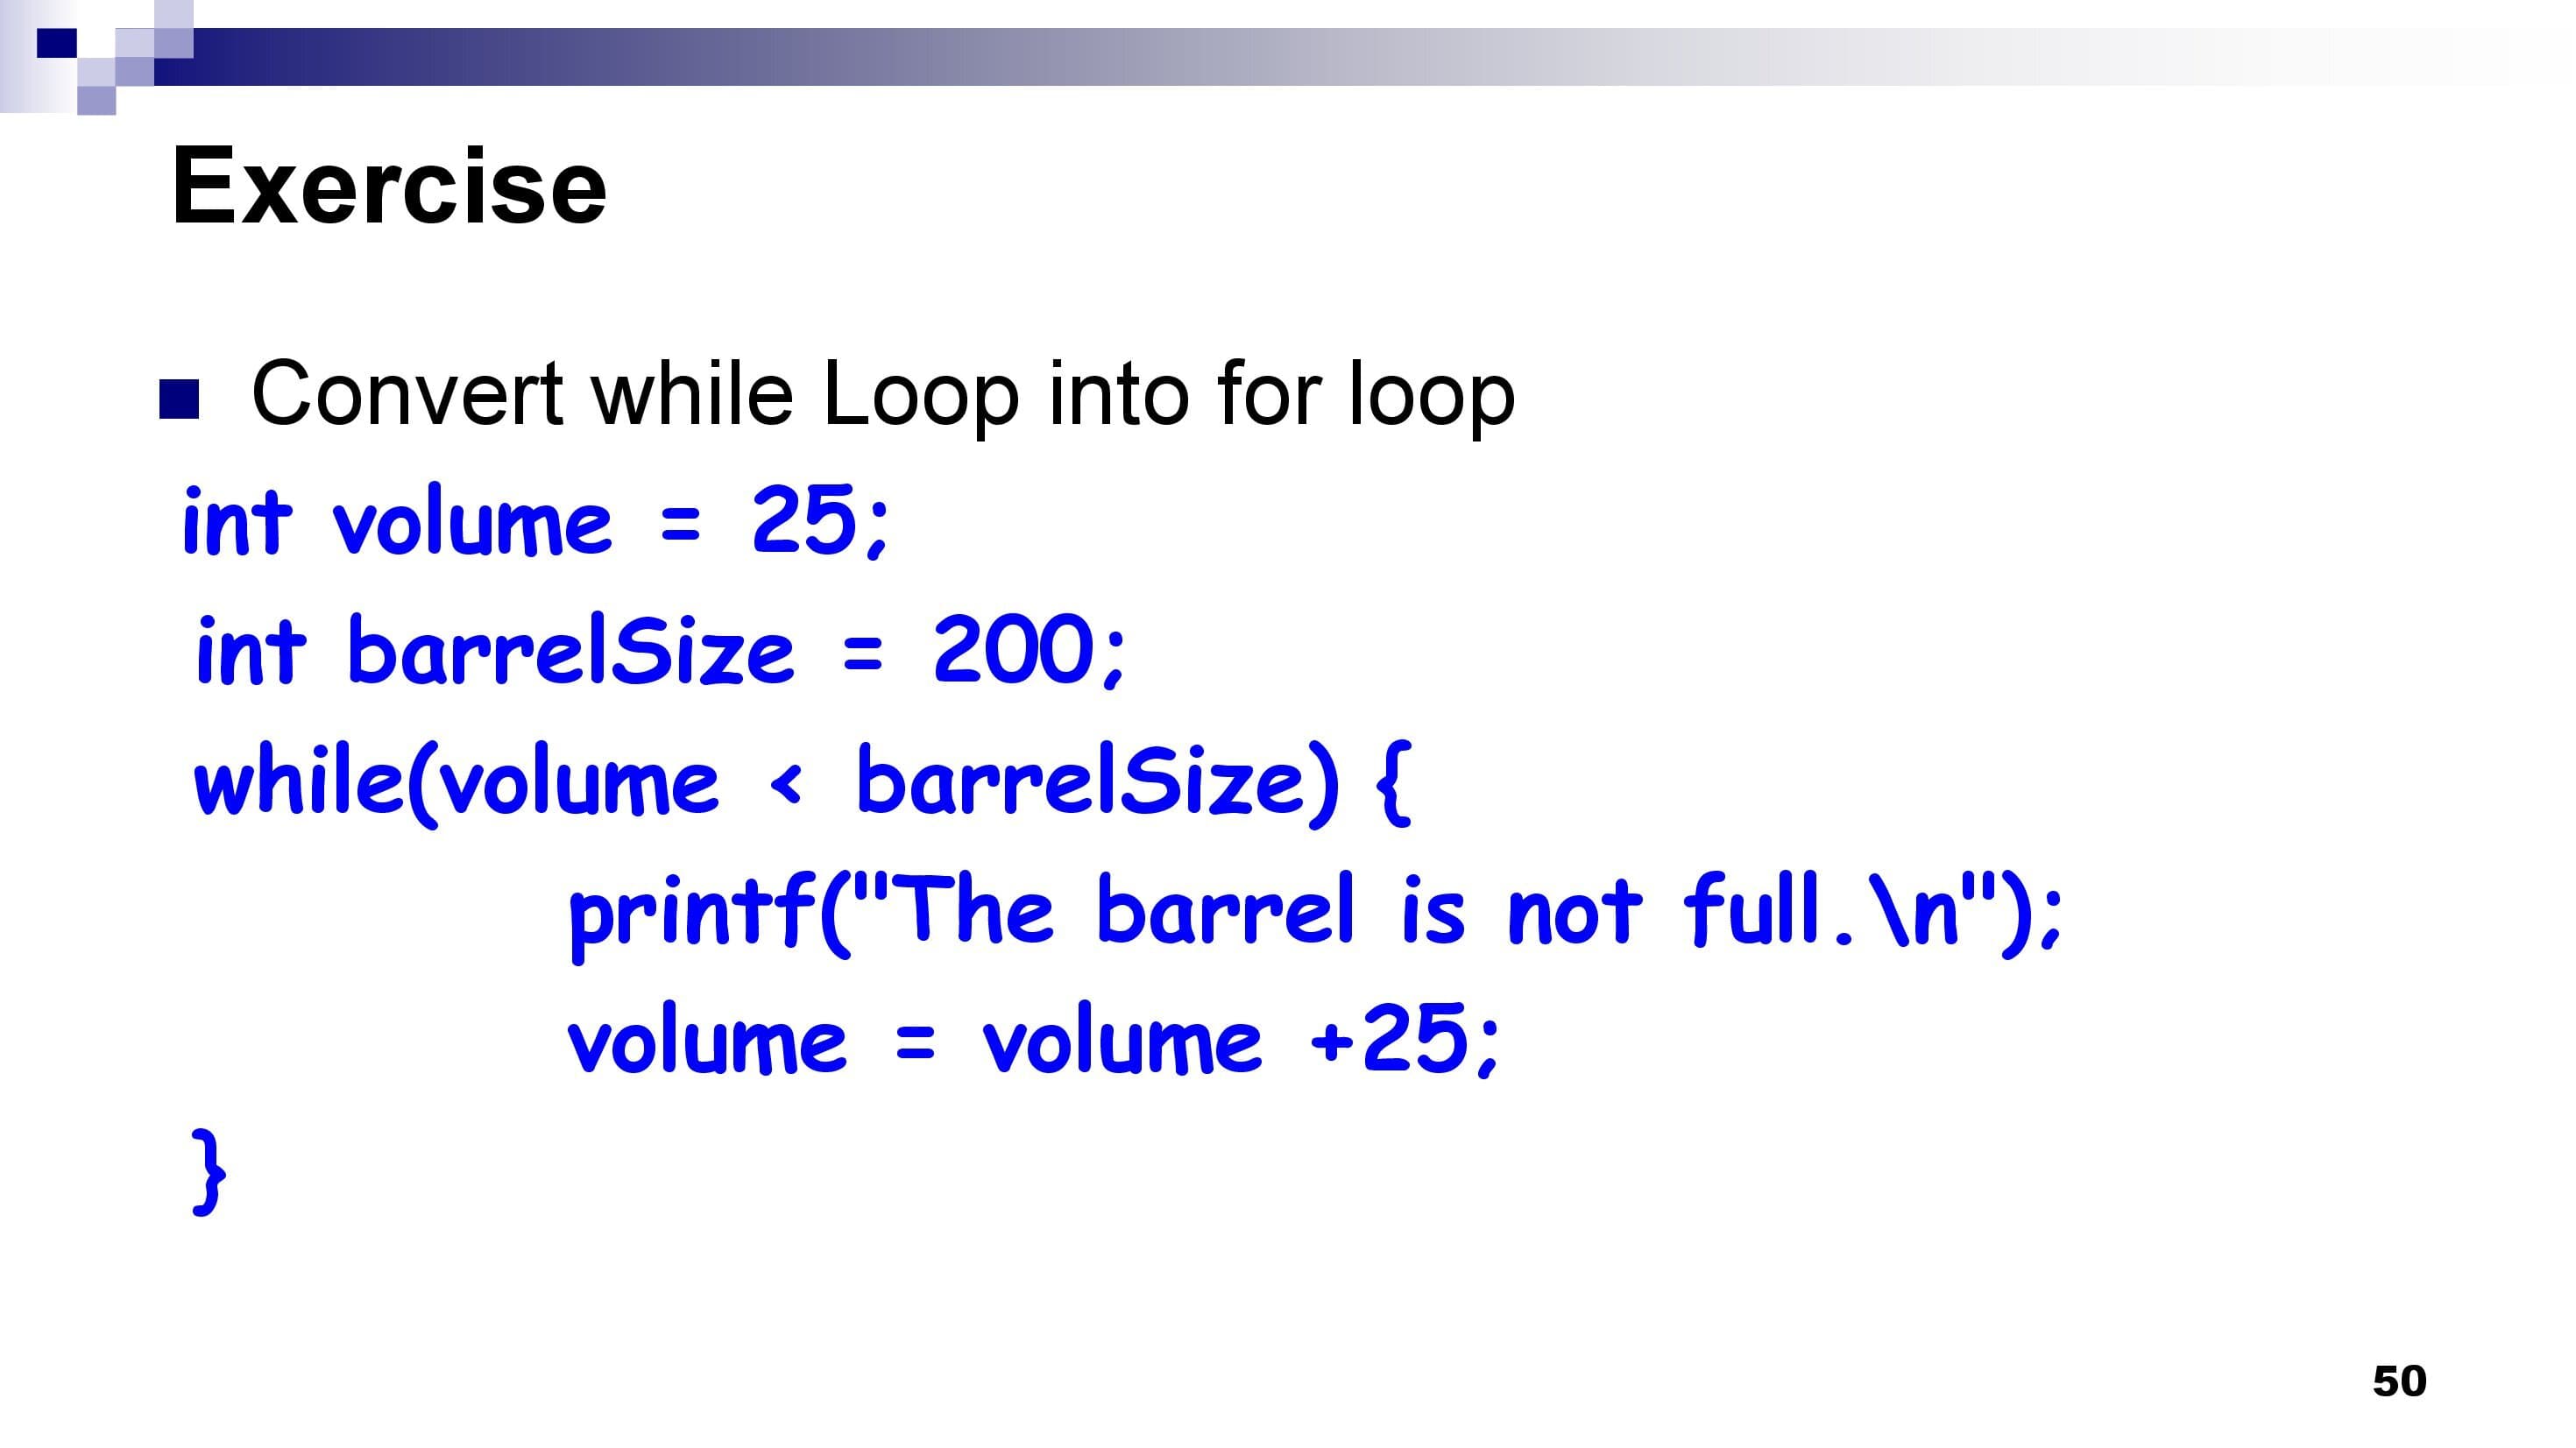 Exercise
Convert while Loop into for loop
int volume = 25;
int barrelSize = 200;
while(volume < barrelSize) {
printf("The barrel is not full.\n");
volume = volume +25;
}
50